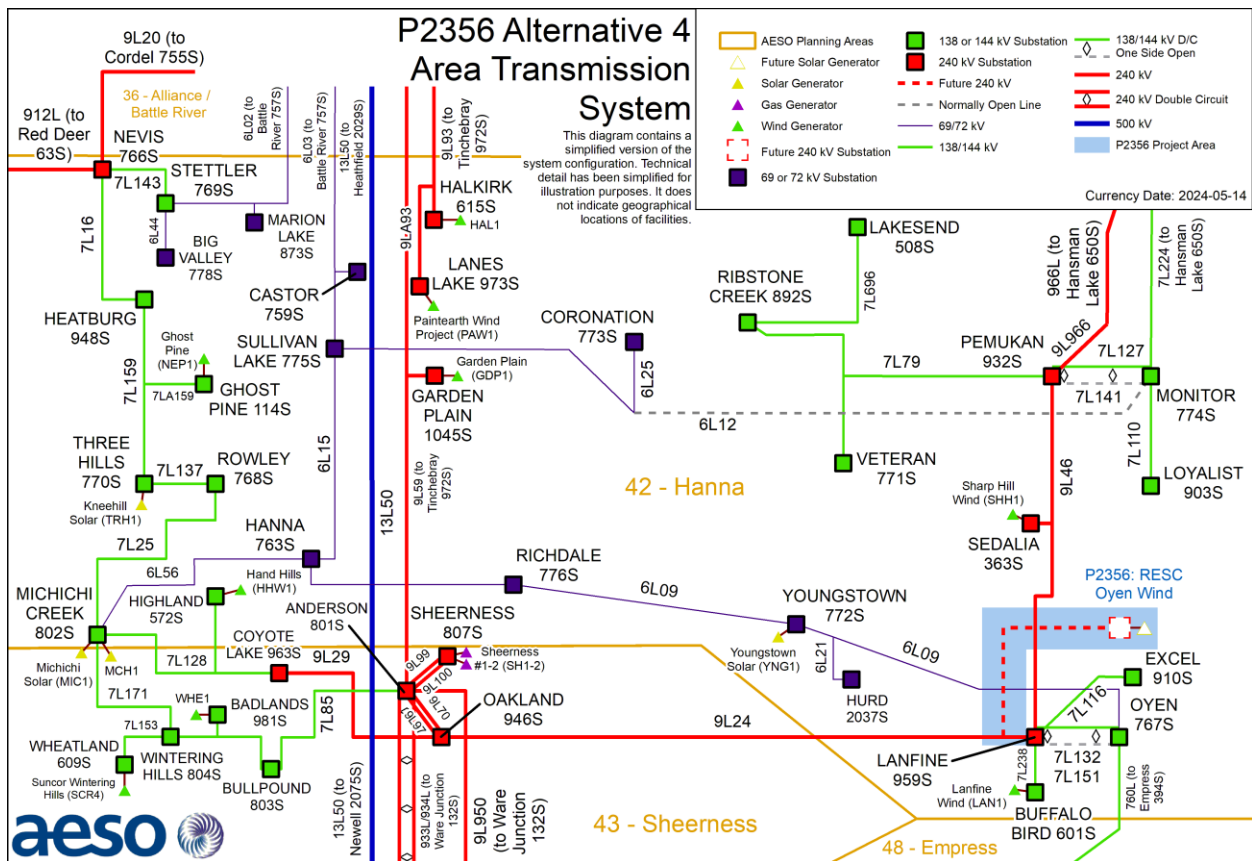 P2356 Alternative 4
Area Transmission
System
This diagram contains a
simplified version of the
system configuration. Technical
detail has been simplified for
illustration purposes. It does
not indicate geographical
locations of facilities.
AESO Planning Areas
Future Solar Generator
Solar Generator
Gas Generator
Wind Generator
Future 240 kV Substation
69 or 72 kV Substation
138 or 144 kV Substation
240 kV Substation
Future 240 kV
Normally Open Line
69/72 kV
138/144 kV
138/144 kV D/C
One Side Open
240 kV
240 kV Double Circuit
500 kV
P2356 Project Area
Currency Date: 2024-05-14
9L20 (to
Cordel 755S)
36 - Alliance /
Battle River
912L (to
Red Deer
63S)
NEVIS
766S
7L143
STETTLER
769S
6L02 (to
Battle
River 757S)
6L03 (to
Battle River 757S)
13L50 (to
Heathfield 2029S)
9L93 (to
Tinchebray
972S)
HALKIRK
615S
HAL1
9LA93
7L16
6L44
BIG
VALLEY
778S
MARION
LAKE
873S
CASTOR
759S
LANES
LAKE 973S
Paintearth Wind
Project (PAW1)
HEATBURG
948S
SULLIVAN
LAKE 775S
CORONATION
773S
6L25
Garden Plain
(GDP1)
GARDEN
PLAIN
1045S
LAKESEND
508S
RIBSTONE
CREEK 892S
7L696
966L (to
Hansman
Lake 650S)
7L224 (to
Hansman
Lake 650S)
9L966
PEMUKAN
932S
7L127
7L79
7L141
MONITOR
774S
6L12
7L110
LOYALIST
903S
VETERAN
771S
Ghost
Pine
(NEP1)
7L159
7LA159
GHOST
PINE 114S
THREE
HILLS
770S
7L137
ROWLEY
768S
Kneehill
Solar (TRH1)
6L15
13L50
9L59 (to
Tinchebray
972S)
42 - Hanna
9L46
Sharp Hill
Wind (SHH1)
SEDALIA
363S
7L25
HANNA
763S
6L56
RICHDALE
776S
6L09
MICHICHI
CREEK
802S
HIGHLAND
572S
Hand Hills
(HHW1)
ANDERSON
801S
SHEERNESS
807S
Sheerness
#1-2 (SH1-2)
YOUNGSTOWN
772S
Youngstown
Solar (YNG1)
6L21
6L09
HURD
2037S
P2356: RESC
Oyen Wind
EXCEL
910S
Michichi
Solar (MIC1)
MCH1
7L128
COYOTE
LAKE 963S
9L29
9L99
9L100
9L70
9L97
OAKLAND
946S
7L171
WHE1
BADLANDS
981S
7L85
9L24
7L116
OYEN
767S
LANFINE
959S
7L132
7L151
7L153
WHEATLAND
609S
WINTERING
HILLS 804S
BULLPOUND
803S
Suncor Wintering
Hills (SCR4)
13L50 (to
Newell 2075S)
933L/934L (to
Ware Junction
132S)
9L950
(to Ware
Junction
132S)
43 - Sheerness
48 - Empress
7L238
Lanfine
Wind (LAN1)
BUFFALO
BIRD 601S
760L (to
Empress
394S)
aeso